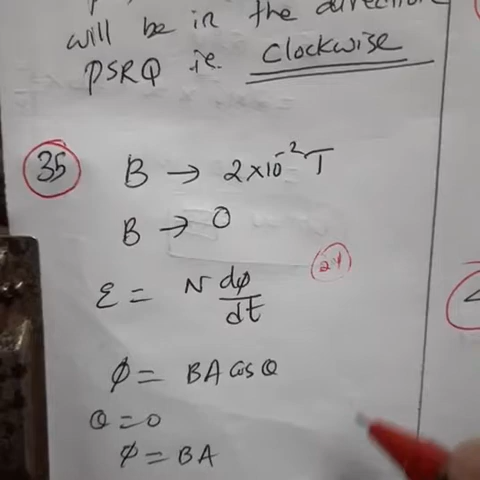 will be in the direction
PSRQ ie. Clockwise
35
B → 2×10⁻² T
B → 0
ε = N dφ/dt
φ = BA cos θ
θ = 0
φ = BA